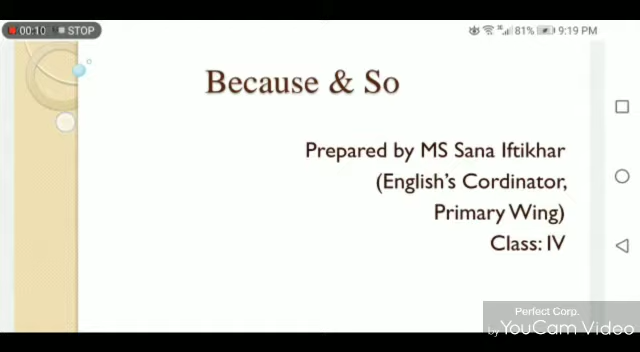 00:10 STOP
81% 9:19 PM
Because & So
Prepared by MS Sana Iftikhar
(English's Cordinator,
Primary Wing)
Class: IV
Perfect Corp.
by YouCam Video